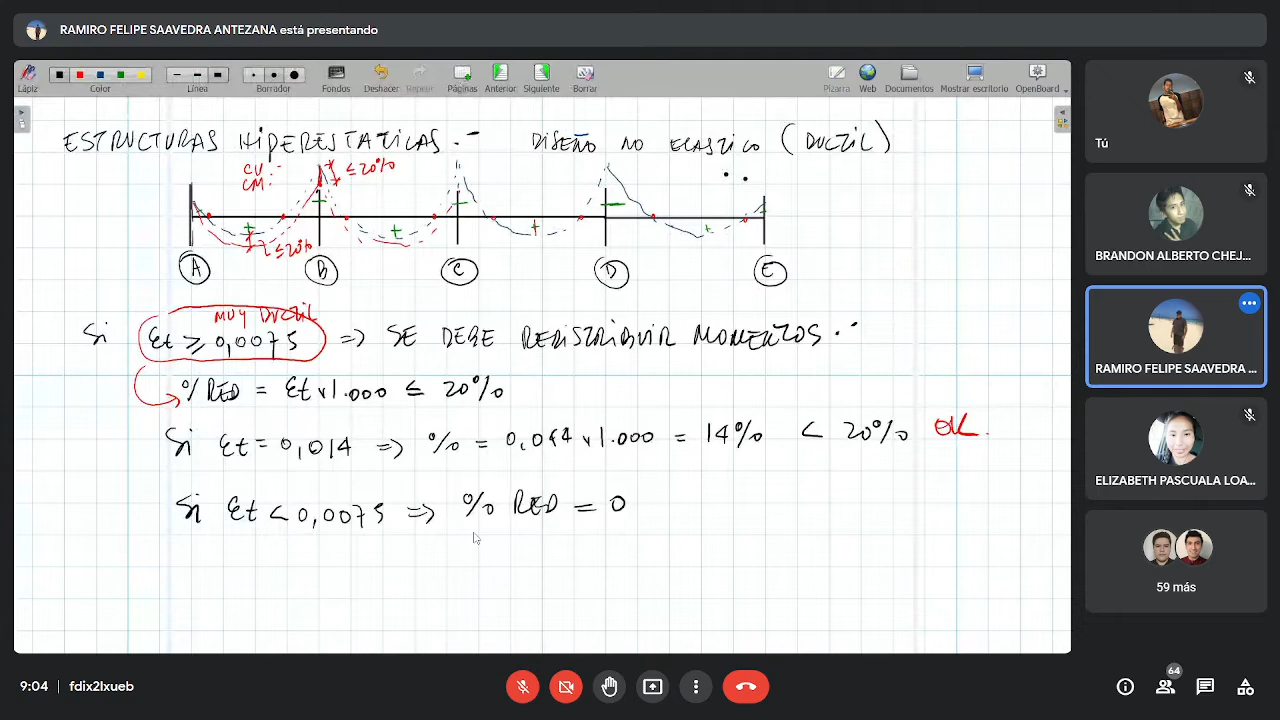 RAMIRO FELIPE SAAVEDRA ANTEZANA está presentando
Lápiz
Color
Línea
Borrador
Fondos
Deshacer
Repetir
Páginas
Anterior
Siguiente
Borrar
Pizarra
Web
Documentos
Mostrar escritorio
OpenBoard
ESTRUCTURAS HIPERESTATICAS.- DISEÑO NO ELASTICO (DUCTIL)
CV:
CM:
≤ 20%
+ + + + +
≤ 20%
A B C D E
MUY DUCTIL
Si Et ≥ 0,0075 => SE DEBE REDISTRIBUIR MOMENTOS
% RED = Et x 1.000 ≤ 20%
Si Et = 0,014 => % = 0,014 x 1.000 = 14% < 20% OK.
Si Et < 0,0075 => % RED = 0
Tú
BRANDON ALBERTO CHEJ...
RAMIRO FELIPE SAAVEDRA ...
ELIZABETH PASCUALA LOA...
59 más
9:04 fdix2lxueb
64